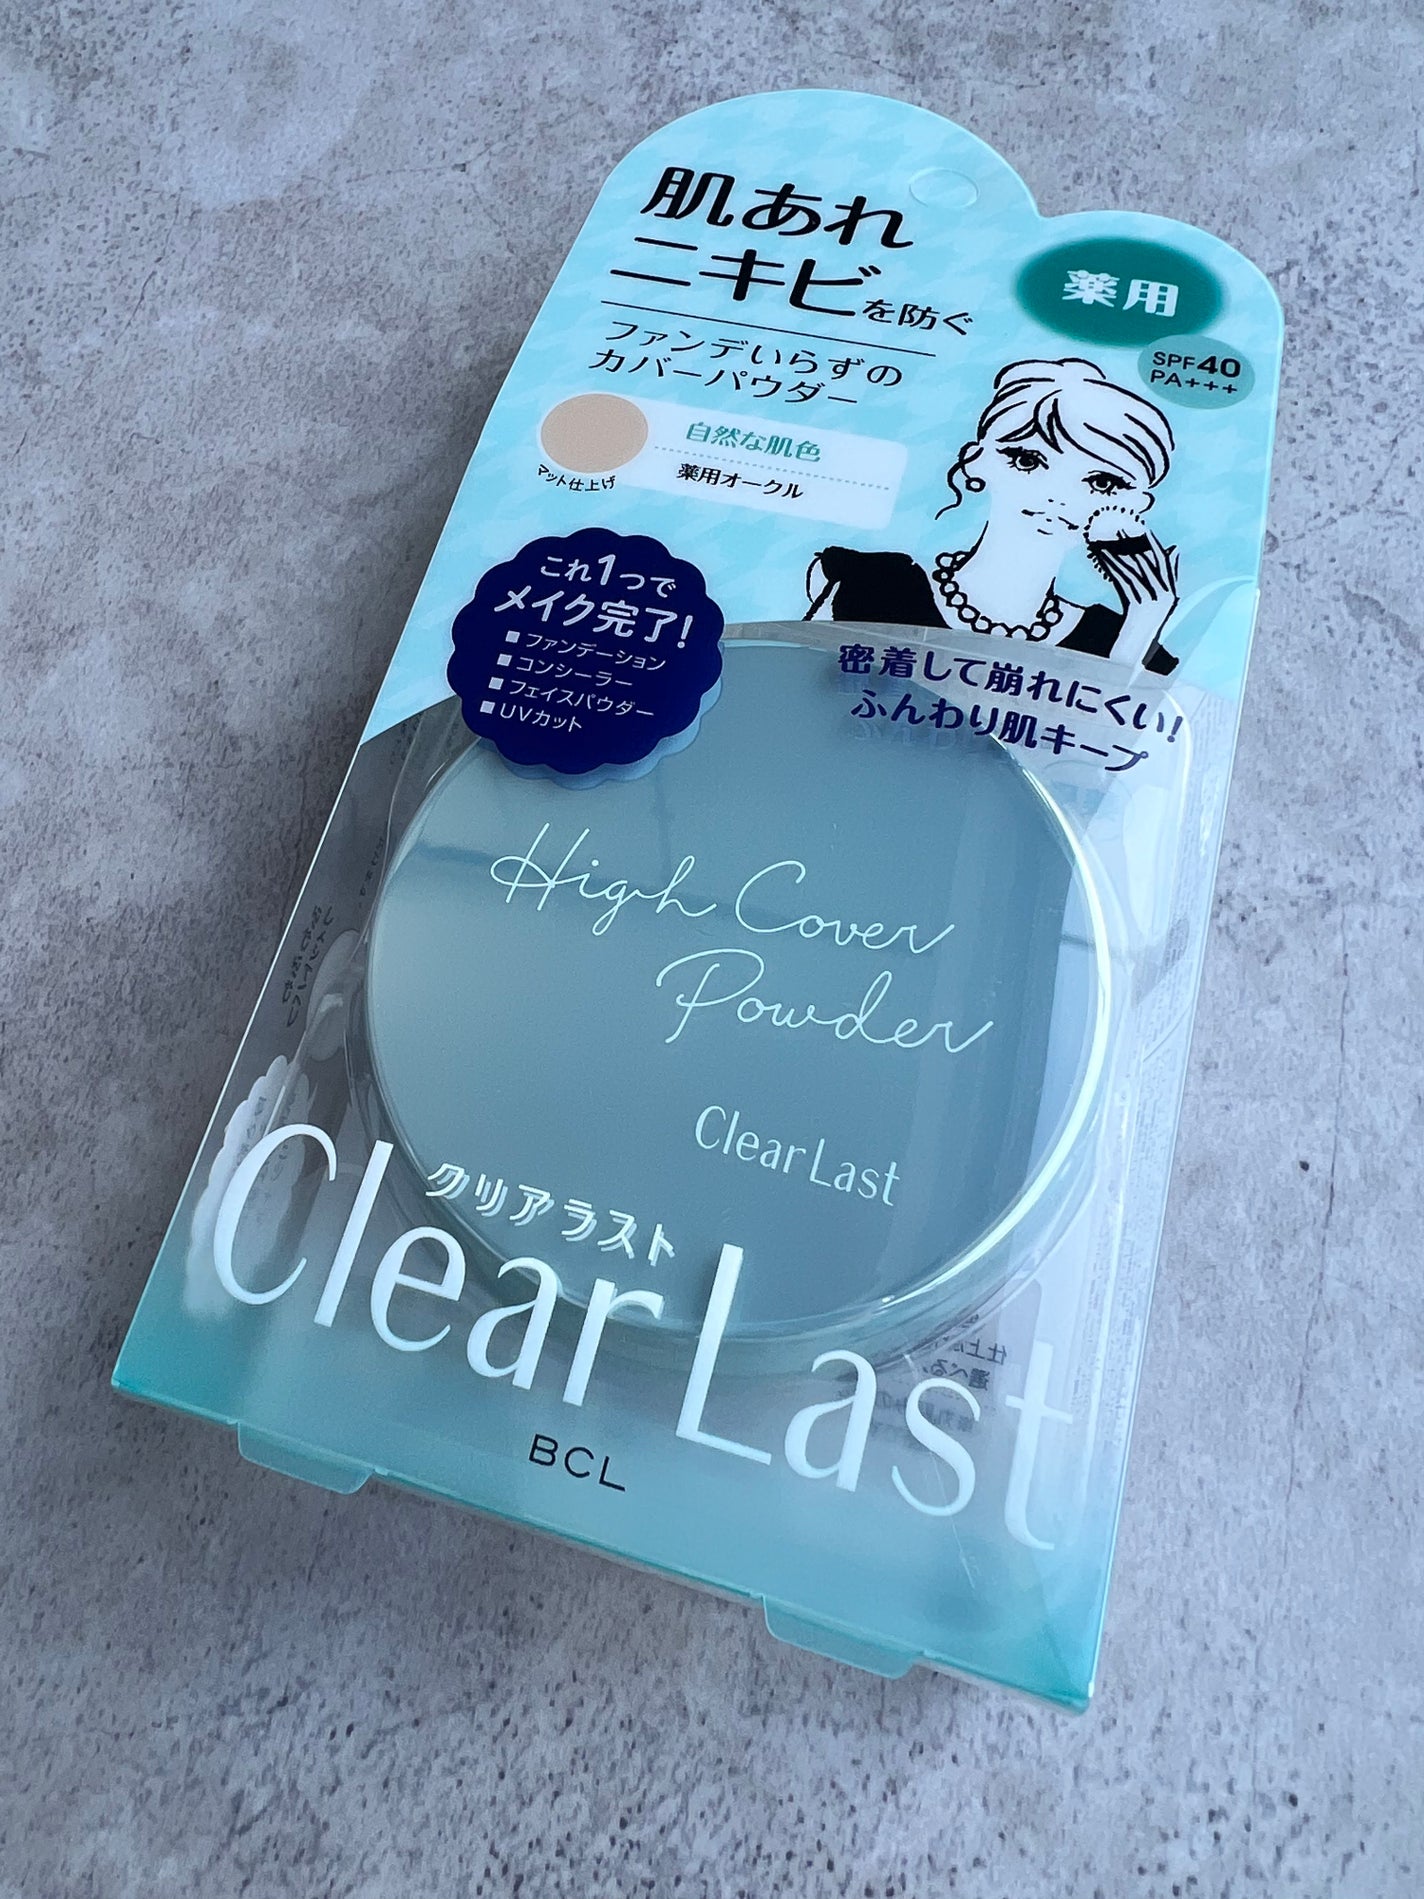 肌あれ
ニキビを防ぐ
ファンデいらずの
カバーパウダー
薬用
SPF40
PA+++
自然な肌色
薬用オークル
マット仕上げ
これ1つで
メイク完了!
■ファンデーション
■コンシーラー
■フェイスパウダー
■UVカット
密着して崩れにくい!
ふんわり肌キープ
High Cover
Powder
ClearLast
クリアラスト
ClearLast
BCL